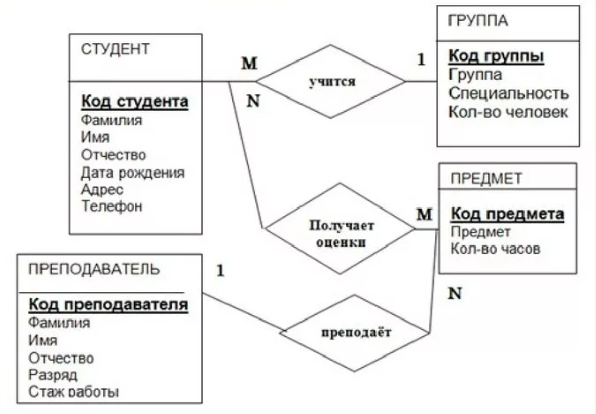 СТУДЕНТ
Код студента
Фамилия
Имя
Отчество
Дата рождения
Адрес
Телефон
M
N
учится
1
ГРУППА
Код группы
Группа
Специальность
Кол-во человек
Получает
оценки
M
ПРЕДМЕТ
Код предмета
Предмет
Кол-во часов
ПРЕПОДАВАТЕЛЬ
Код преподавателя
Фамилия
Имя
Отчество
Разряд
Стаж работы
1
преподаёт
N